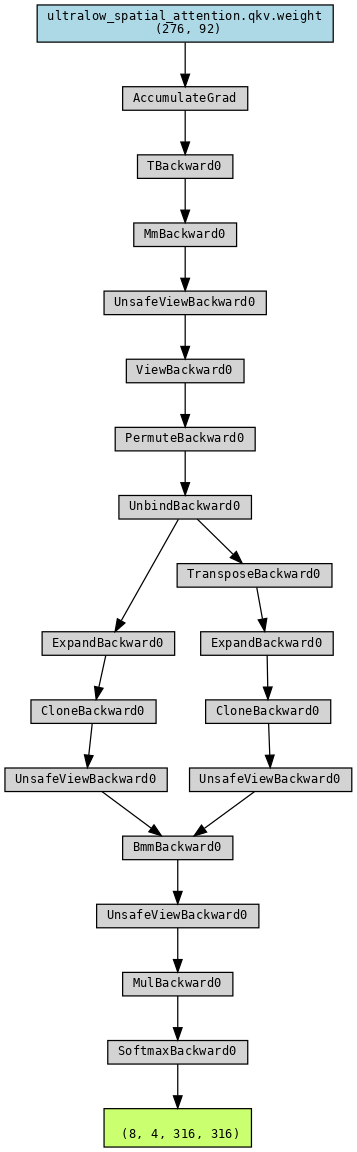 ultralow_spatial_attention.qkv.weight
(276, 92)
AccumulateGrad
TBackward0
MmBackward0
UnsafeViewBackward0
ViewBackward0
PermuteBackward0
UnbindBackward0
TransposeBackward0
ExpandBackward0
ExpandBackward0
CloneBackward0
CloneBackward0
UnsafeViewBackward0
UnsafeViewBackward0
BmmBackward0
UnsafeViewBackward0
MulBackward0
SoftmaxBackward0
(8, 4, 316, 316)